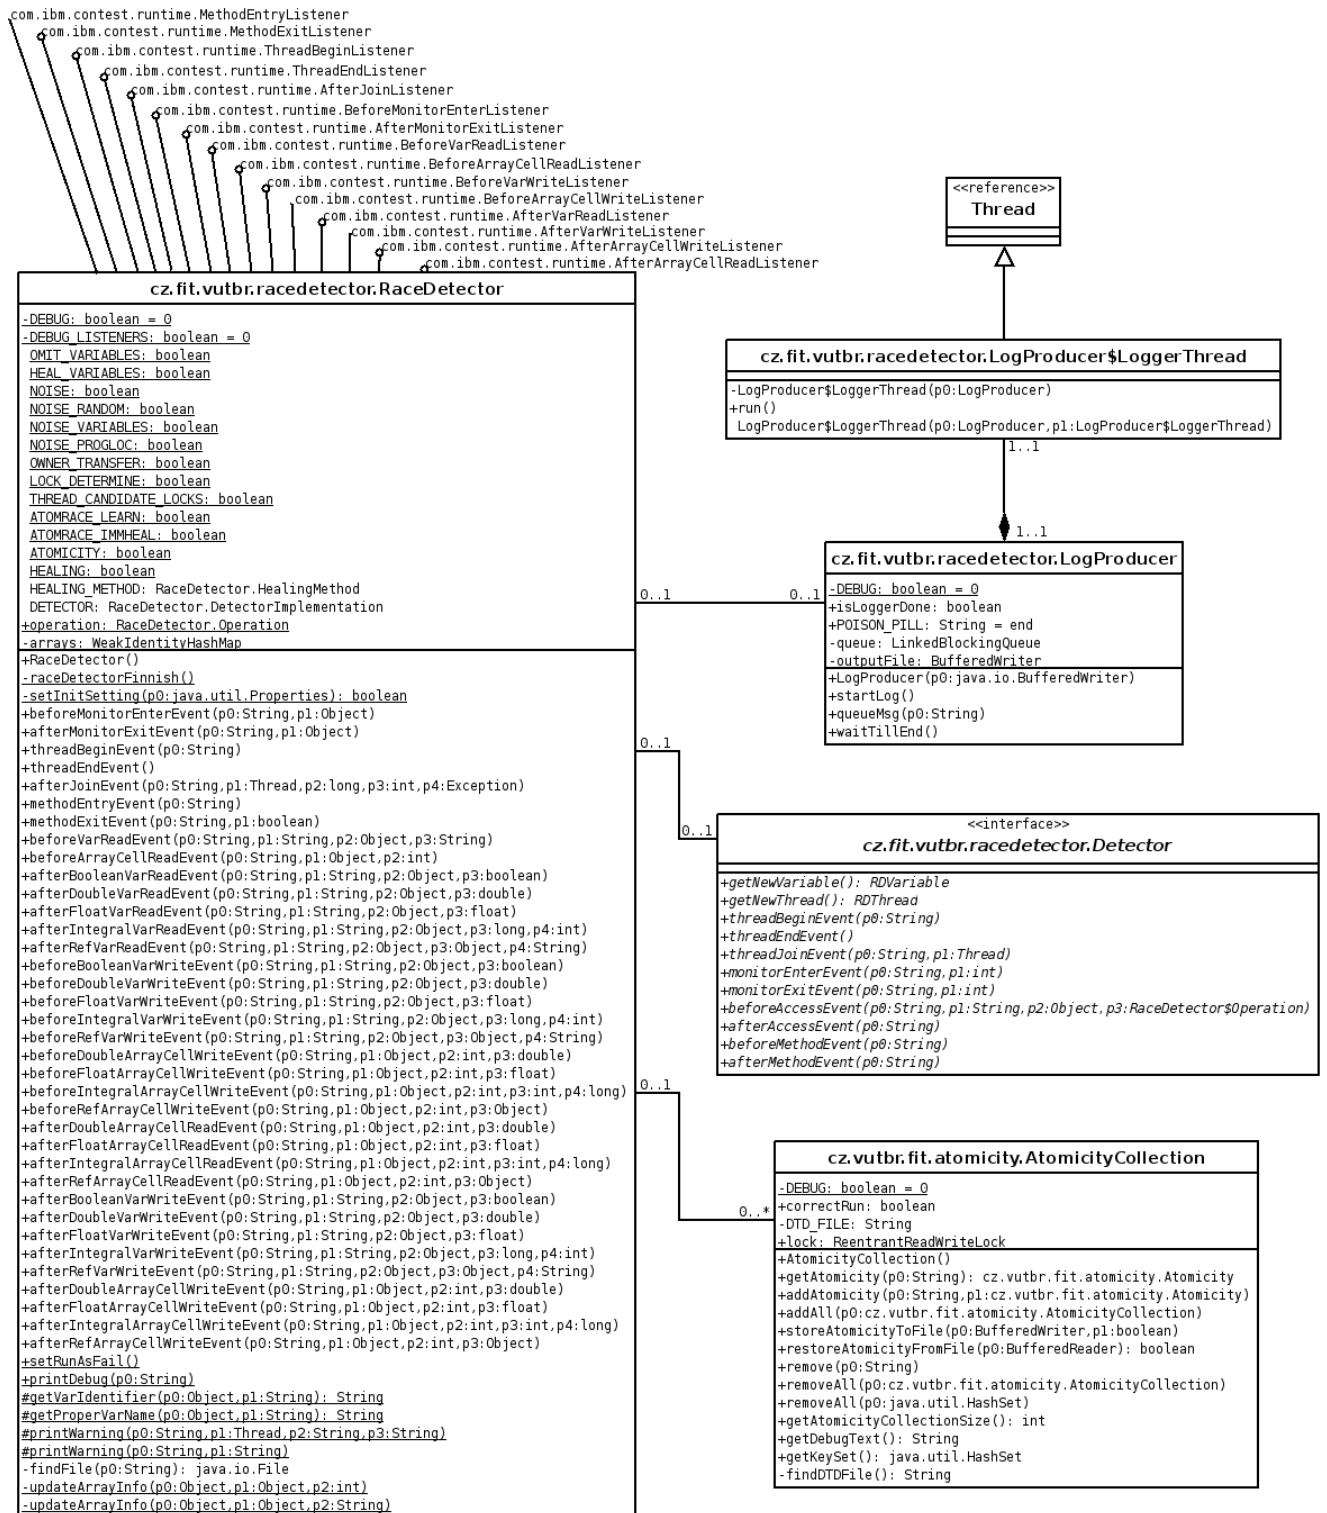 com.ibm.contest.runtime.MethodEntryListener
com.ibm.contest.runtime.MethodExitListener
com.ibm.contest.runtime.ThreadBeginListener
com.ibm.contest.runtime.ThreadEndListener
com.ibm.contest.runtime.AfterJoinListener
com.ibm.contest.runtime.BeforeMonitorEnterListener
com.ibm.contest.runtime.AfterMonitorExitListener
com.ibm.contest.runtime.BeforeVarReadListener
com.ibm.contest.runtime.BeforeArrayCellReadListener
com.ibm.contest.runtime.BeforeVarWriteListener
com.ibm.contest.runtime.BeforeArrayCellWriteListener
com.ibm.contest.runtime.AfterVarReadListener
com.ibm.contest.runtime.AfterVarWriteListener
com.ibm.contest.runtime.AfterArrayCellWriteListener
com.ibm.contest.runtime.AfterArrayCellReadListener
cz.fit.vutbr.racedetector.RaceDetector
-DEBUG: boolean = 0
-DEBUG_LISTENERS: boolean = 0
OMIT_VARIABLES: boolean
HEAL_VARIABLES: boolean
NOISE: boolean
NOISE_RANDOM: boolean
NOISE_VARIABLES: boolean
NOISE_PROGLOC: boolean
OWNER_TRANSFER: boolean
LOCK_DETERMINE: boolean
THREAD_CANDIDATE_LOCKS: boolean
ATOMRACE_LEARN: boolean
ATOMRACE_IMMHEAL: boolean
ATOMICITY: boolean
HEALING: boolean
HEALING_METHOD: RaceDetector.HealingMethod
DETECTOR: RaceDetector.DetectorImplementation
+operation: RaceDetector.Operation
-arrays: WeakIdentityHashMap
+RaceDetector()
-raceDetectorFinnish()
-setInitSetting(p0:java.util.Properties): boolean
+beforeMonitorEnterEvent(p0:String,p1:Object)
+afterMonitorExitEvent(p0:String,p1:Object)
+threadBeginEvent(p0:String)
+threadEndEvent()
+afterJoinEvent(p0:String,p1:Thread,p2:long,p3:int,p4:Exception)
+methodEntryEvent(p0:String)
+methodExitEvent(p0:String,p1:boolean)
+beforeVarReadEvent(p0:String,p1:String,p2:Object,p3:String)
+beforeArrayCellReadEvent(p0:String,p1:Object,p2:int)
+afterBooleanVarReadEvent(p0:String,p1:String,p2:Object,p3:boolean)
+afterDoubleVarReadEvent(p0:String,p1:String,p2:Object,p3:double)
+afterFloatVarReadEvent(p0:String,p1:String,p2:Object,p3:float)
+afterIntegralVarReadEvent(p0:String,p1:String,p2:Object,p3:long,p4:int)
+afterRefVarReadEvent(p0:String,p1:String,p2:Object,p3:Object,p4:String)
+beforeBooleanVarWriteEvent(p0:String,p1:String,p2:Object,p3:boolean)
+beforeDoubleVarWriteEvent(p0:String,p1:String,p2:Object,p3:double)
+beforeFloatVarWriteEvent(p0:String,p1:String,p2:Object,p3:float)
+beforeIntegralVarWriteEvent(p0:String,p1:String,p2:Object,p3:long,p4:int)
+beforeRefVarWriteEvent(p0:String,p1:String,p2:Object,p3:Object,p4:String)
+beforeDoubleArrayCellWriteEvent(p0:String,p1:Object,p2:int,p3:double)
+beforeFloatArrayCellWriteEvent(p0:String,p1:Object,p2:int,p3:float)
+beforeIntegralArrayCellWriteEvent(p0:String,p1:Object,p2:int,p3:int,p4:long)
+beforeRefArrayCellWriteEvent(p0:String,p1:Object,p2:int,p3:Object)
+afterDoubleArrayCellReadEvent(p0:String,p1:Object,p2:int,p3:double)
+afterFloatArrayCellReadEvent(p0:String,p1:Object,p2:int,p3:float)
+afterIntegralArrayCellReadEvent(p0:String,p1:Object,p2:int,p3:int,p4:long)
+afterRefArrayCellReadEvent(p0:String,p1:Object,p2:int,p3:Object)
+afterBooleanVarWriteEvent(p0:String,p1:String,p2:Object,p3:boolean)
+afterDoubleVarWriteEvent(p0:String,p1:String,p2:Object,p3:double)
+afterFloatVarWriteEvent(p0:String,p1:String,p2:Object,p3:float)
+afterIntegralVarWriteEvent(p0:String,p1:String,p2:Object,p3:long,p4:int)
+afterRefVarWriteEvent(p0:String,p1:String,p2:Object,p3:Object,p4:String)
+afterDoubleArrayCellWriteEvent(p0:String,p1:Object,p2:int,p3:double)
+afterFloatArrayCellWriteEvent(p0:String,p1:Object,p2:int,p3:float)
+afterIntegralArrayCellWriteEvent(p0:String,p1:Object,p2:int,p3:int,p4:long)
+afterRefArrayCellWriteEvent(p0:String,p1:Object,p2:int,p3:Object)
+setRunAsFail()
+printDebug(p0:String)
#getVarIdentifier(p0:Object,p1:String): String
#getProperVarName(p0:Object,p1:String): String
#printWarning(p0:String,p1:Thread,p2:String,p3:String)
#printWarning(p0:String,p1:String)
-findFile(p0:String): java.io.File
-updateArrayInfo(p0:Object,p1:Object,p2:int)
-updateArrayInfo(p0:Object,p1:Object,p2:String)
<<reference>>
Thread
cz.fit.vutbr.racedetector.LogProducer$LoggerThread
-LogProducer$LoggerThread(p0:LogProducer)
+run()
LogProducer$LoggerThread(p0:LogProducer,p1:LogProducer$LoggerThread)
1..1
1..1
cz.fit.vutbr.racedetector.LogProducer
-DEBUG: boolean = 0
+isLoggerDone: boolean
+POISON_PILL: String = end
-queue: LinkedBlockingQueue
-outputFile: BufferedWriter
+LogProducer(p0:java.io.BufferedWriter)
+startLog()
+queueMsg(p0:String)
+waitTillEnd()
0..1
0..1
0..1
0..1
<<interface>>
cz.fit.vutbr.racedetector.Detector
+getNewVariable(): RDVariable
+getNewThread(): RDThread
+threadBeginEvent(p0:String)
+threadEndEvent()
+threadJoinEvent(p0:String,p1:Thread)
+monitorEnterEvent(p0:String,p1:int)
+monitorExitEvent(p0:String,p1:int)
+beforeAccessEvent(p0:String,p1:String,p2:Object,p3:RaceDetector$Operation)
+afterAccessEvent(p0:String)
+beforeMethodEvent(p0:String)
+afterMethodEvent(p0:String)
0..1
0..*
cz.vutbr.fit.atomicity.AtomicityCollection
-DEBUG: boolean = 0
+correctRun: boolean
-DTD_FILE: String
+lock: ReentrantReadWriteLock
+AtomicityCollection()
+getAtomicity(p0:String): cz.vutbr.fit.atomicity.Atomicity
+addAtomicity(p0:String,p1:cz.vutbr.fit.atomicity.Atomicity)
+addAll(p0:cz.vutbr.fit.atomicity.AtomicityCollection)
+storeAtomicityToFile(p0:BufferedWriter,p1:boolean)
+restoreAtomicityFromFile(p0:BufferedReader): boolean
+remove(p0:String)
+removeAll(p0:cz.vutbr.fit.atomicity.AtomicityCollection)
+removeAll(p0:java.util.HashSet)
+getAtomicityCollectionSize(): int
+getDebugText(): String
+getKeySet(): java.util.HashSet
-findDTDFile(): String